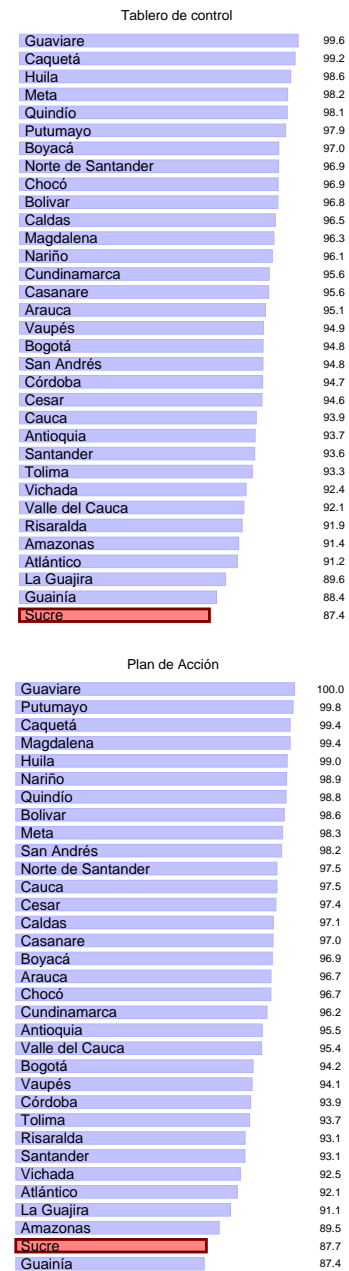 Tablero de control
Guaviare 99.6
Caquetá 99.2
Huila 98.6
Meta 98.2
Quindío 98.1
Putumayo 97.9
Boyacá 97.0
Norte de Santander 96.9
Chocó 96.9
Bolivar 96.8
Caldas 96.5
Magdalena 96.3
Nariño 96.1
Cundinamarca 95.6
Casanare 95.6
Arauca 95.1
Vaupés 94.9
Bogotá 94.8
San Andrés 94.8
Córdoba 94.7
Cesar 94.6
Cauca 93.9
Antioquia 93.7
Santander 93.6
Tolima 93.3
Vichada 92.4
Valle del Cauca 92.1
Risaralda 91.9
Amazonas 91.4
Atlántico 91.2
La Guajira 89.6
Guainía 88.4
Sucre 87.4
Plan de Acción
Guaviare 100.0
Putumayo 99.8
Caquetá 99.4
Magdalena 99.4
Huila 99.0
Nariño 98.9
Quindío 98.8
Bolivar 98.6
Meta 98.3
San Andrés 98.2
Norte de Santander 97.5
Cauca 97.5
Cesar 97.4
Caldas 97.1
Casanare 97.0
Boyacá 96.9
Arauca 96.7
Chocó 96.7
Cundinamarca 96.2
Antioquia 95.5
Valle del Cauca 95.4
Bogotá 94.2
Vaupés 94.1
Córdoba 93.9
Tolima 93.7
Risaralda 93.1
Santander 93.1
Vichada 92.5
Atlántico 92.1
La Guajira 91.1
Amazonas 89.5
Sucre 87.7
Guainía 87.4